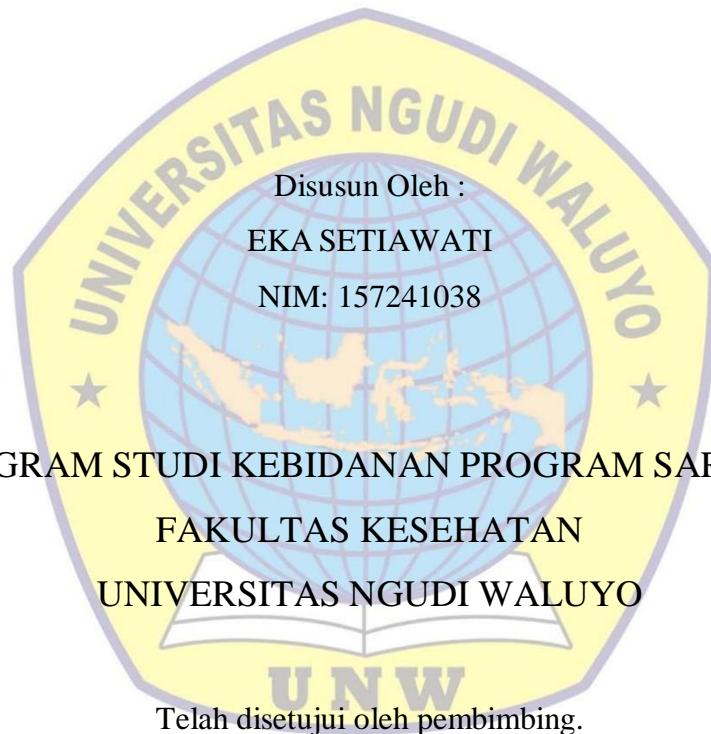 UNIVERSITAS NGUDI WALUYO
Disusun Oleh :
EKA SETIAWATI
NIM: 157241038
GRAM STUDI KEBIDANAN PROGRAM SAR
FAKULTAS KESEHATAN
UNIVERSITAS NGUDI WALUYO
UNW
Telah disetujui oleh pembimbing.